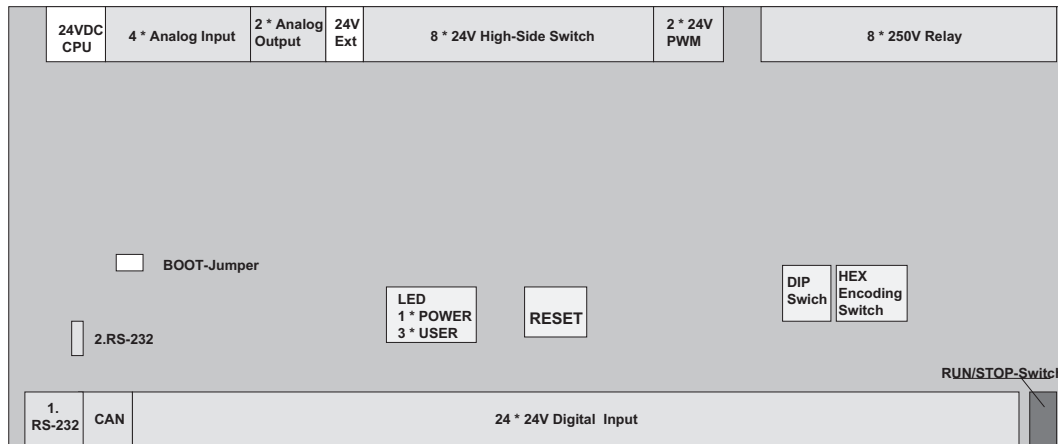 24VDC
CPU
4 * Analog Input
2 * Analog
Output
24V
Ext
8 * 24V High-Side Switch
2 * 24V
PWM
8 * 250V Relay
BOOT-Jumper
DIP
Swich
HEX
Encoding
Switch
LED
1 * POWER
3 * USER
RESET
2.RS-232
RUN/STOP-Switch
1.
RS-232
CAN
24 * 24V Digital Input